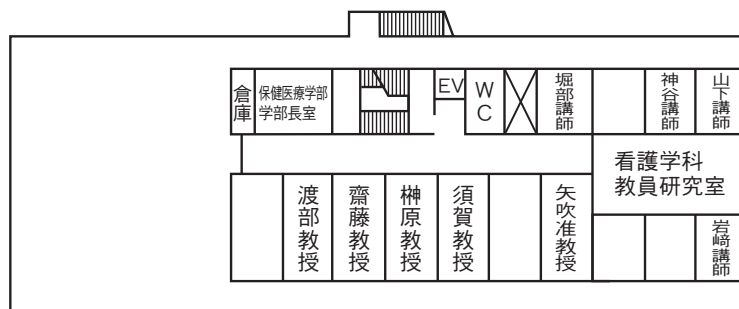 倉庫
保健医療学部
学部長室
EV
WC
堀部講師
神谷講師
山下講師
看護学科
教員研究室
渡部教授
齋藤教授
榊原教授
須賀教授
矢吹准教授
岩﨑講師